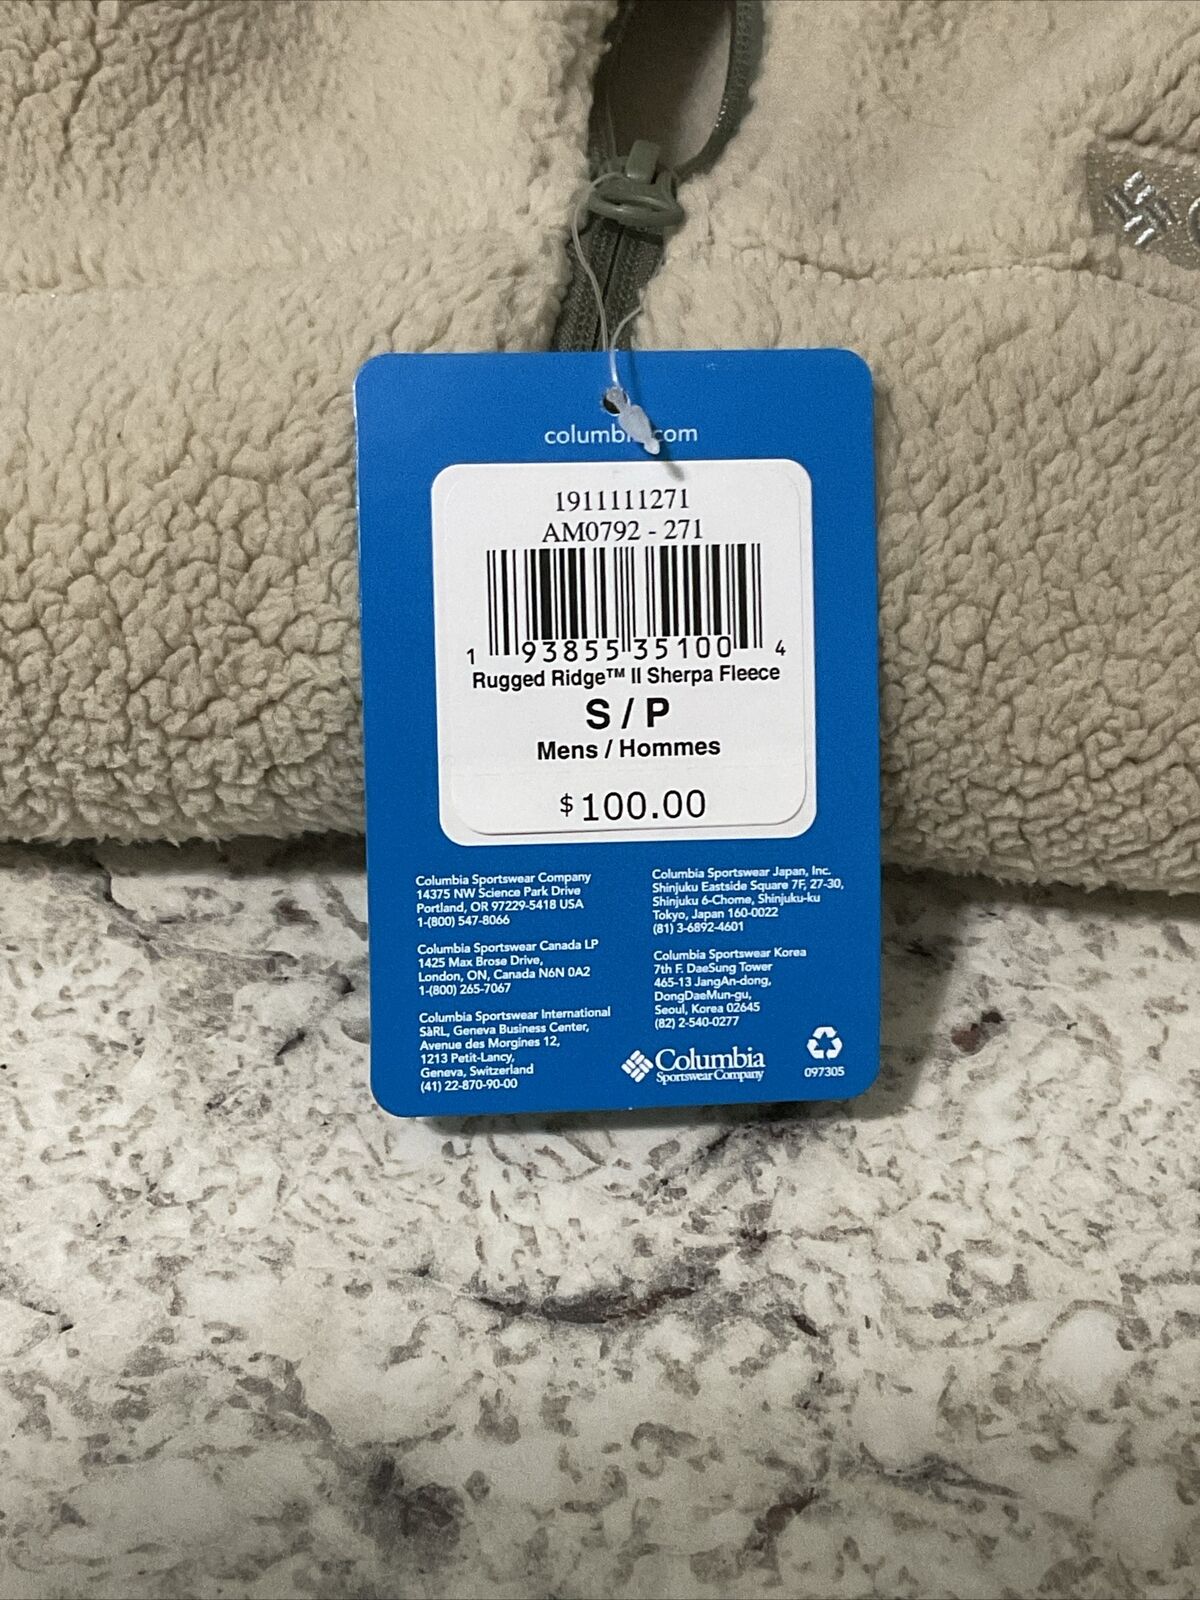 columbi .com
1911111271
AM0792 - 271
1 93855 35100 4
Rugged Ridge™ II Sherpa Fleece
S / P
Mens / Hommes
$100.00
Columbia Sportswear Company
14375 NW Science Park Drive
Portland, OR 97229-5418 USA
1-(800) 547-8066
Columbia Sportswear Canada LP
1425 Max Brose Drive,
London, ON, Canada N6N 0A2
1-(800) 265-7067
Columbia Sportswear International
SàRL, Geneva Business Center,
Avenue des Morgines 12,
1213 Petit-Lancy,
Geneva, Switzerland
(41) 22-870-90-00
Columbia Sportswear Japan, Inc.
Shinjuku Eastside Square 7F, 27-30,
Shinjuku 6-Chome, Shinjuku-ku
Tokyo, Japan 160-0022
(81) 3-6892-4601
Columbia Sportswear Korea
7th F. DaeSung Tower
465-13 JangAn-dong,
DongDaeMun-gu,
Seoul, Korea 02645
(82) 2-540-0277
Columbia
Sportswear Company
097305